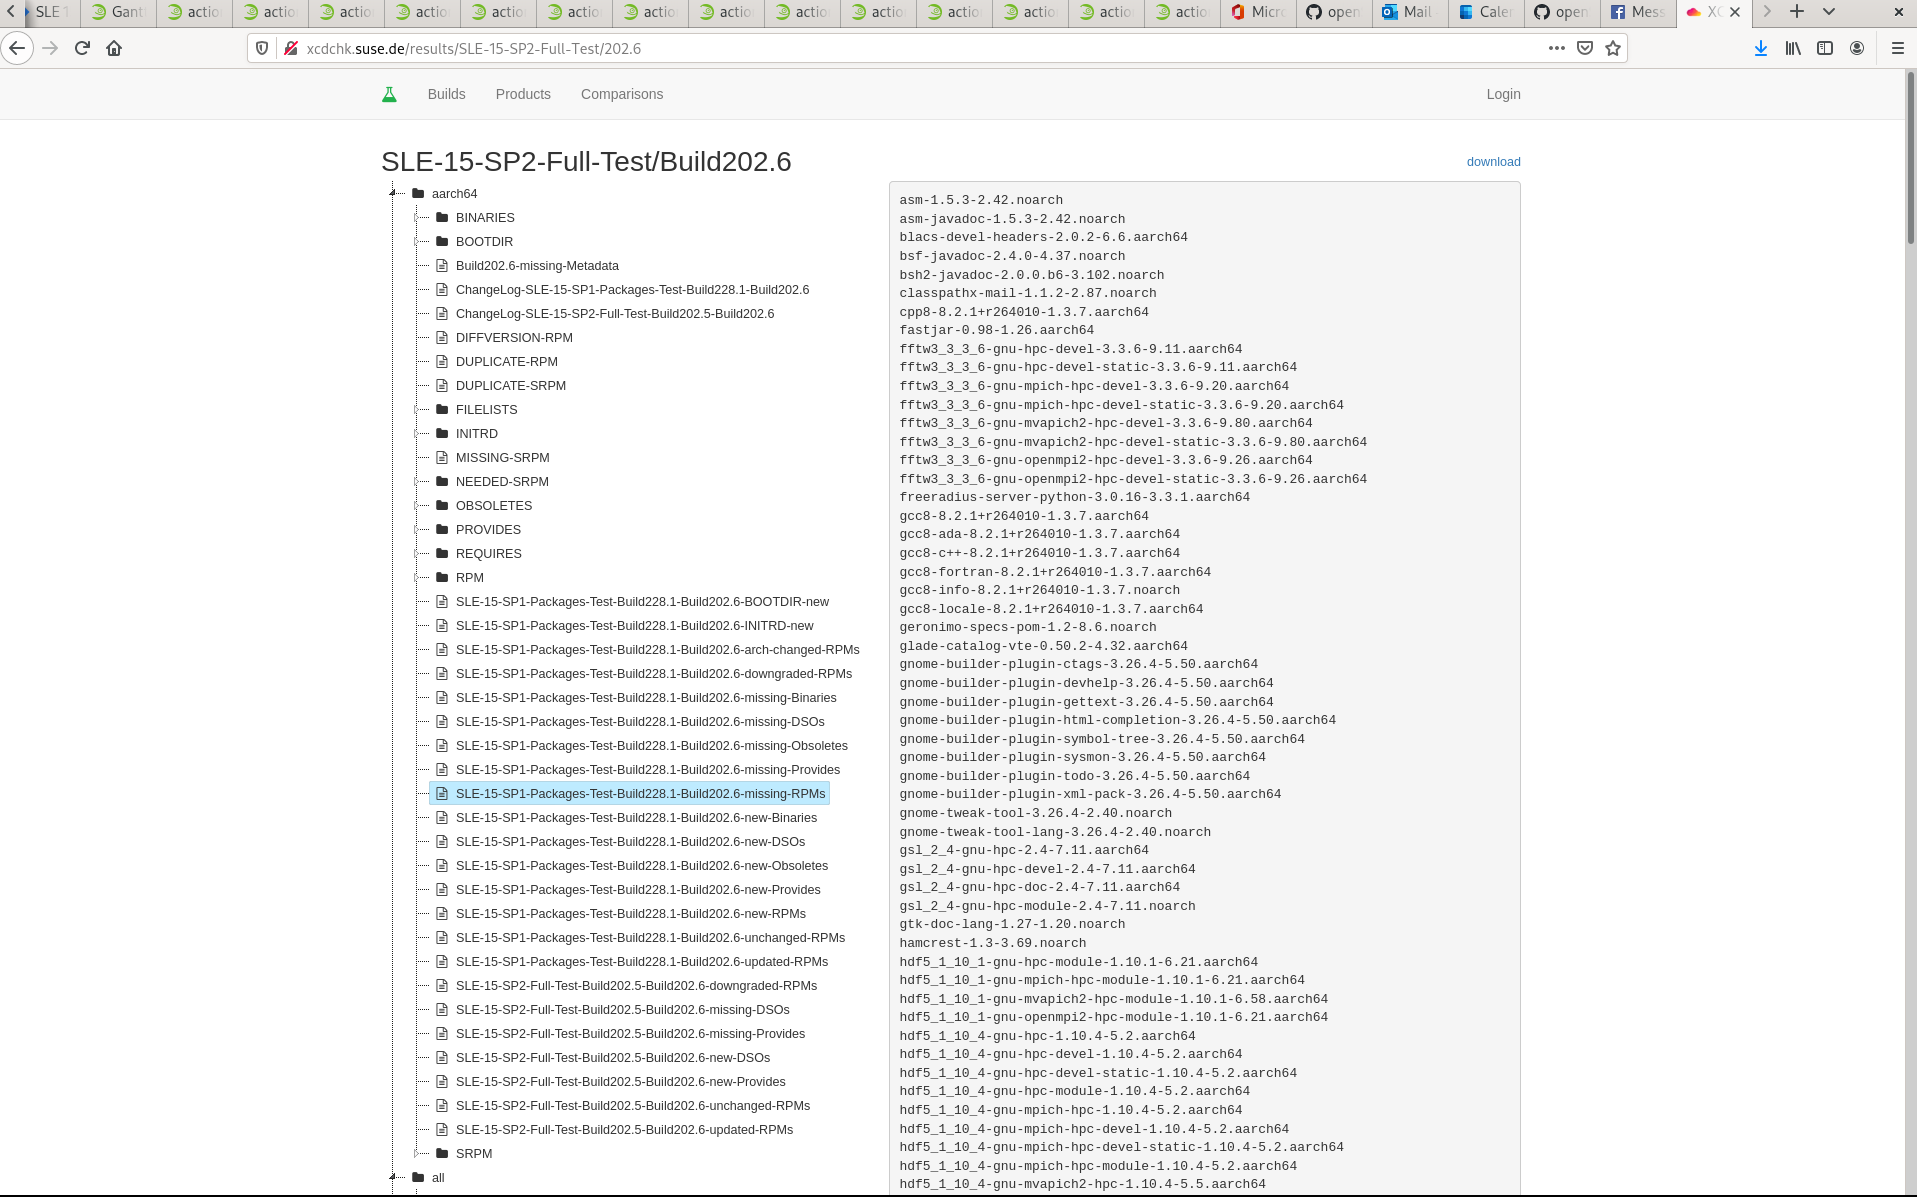 SLE 1
Gant
actio
actio
actio
actio
actio
actio
actio
actio
actio
actio
actio
actio
actio
actio
Micro
open
Mail
Caler
open
Mess
XC
xcdchk.suse.de/results/SLE-15-SP2-Full-Test/202.6
Builds
Products
Comparisons
Login
SLE-15-SP2-Full-Test/Build202.6
download
aarch64
BINARIES
BOOTDIR
Build202.6-missing-Metadata
ChangeLog-SLE-15-SP1-Packages-Test-Build228.1-Build202.6
ChangeLog-SLE-15-SP2-Full-Test-Build202.5-Build202.6
DIFFVERSION-RPM
DUPLICATE-RPM
DUPLICATE-SRPM
FILELISTS
INITRD
MISSING-SRPM
NEEDED-SRPM
OBSOLETES
PROVIDES
REQUIRES
RPM
SLE-15-SP1-Packages-Test-Build228.1-Build202.6-BOOTDIR-new
SLE-15-SP1-Packages-Test-Build228.1-Build202.6-INITRD-new
SLE-15-SP1-Packages-Test-Build228.1-Build202.6-arch-changed-RPMs
SLE-15-SP1-Packages-Test-Build228.1-Build202.6-downgraded-RPMs
SLE-15-SP1-Packages-Test-Build228.1-Build202.6-missing-Binaries
SLE-15-SP1-Packages-Test-Build228.1-Build202.6-missing-DSOs
SLE-15-SP1-Packages-Test-Build228.1-Build202.6-missing-Obsoletes
SLE-15-SP1-Packages-Test-Build228.1-Build202.6-missing-Provides
SLE-15-SP1-Packages-Test-Build228.1-Build202.6-missing-RPMs
SLE-15-SP1-Packages-Test-Build228.1-Build202.6-new-Binaries
SLE-15-SP1-Packages-Test-Build228.1-Build202.6-new-DSOs
SLE-15-SP1-Packages-Test-Build228.1-Build202.6-new-Obsoletes
SLE-15-SP1-Packages-Test-Build228.1-Build202.6-new-Provides
SLE-15-SP1-Packages-Test-Build228.1-Build202.6-new-RPMs
SLE-15-SP1-Packages-Test-Build228.1-Build202.6-unchanged-RPMs
SLE-15-SP1-Packages-Test-Build228.1-Build202.6-updated-RPMs
SLE-15-SP2-Full-Test-Build202.5-Build202.6-downgraded-RPMs
SLE-15-SP2-Full-Test-Build202.5-Build202.6-missing-DSOs
SLE-15-SP2-Full-Test-Build202.5-Build202.6-missing-Provides
SLE-15-SP2-Full-Test-Build202.5-Build202.6-new-DSOs
SLE-15-SP2-Full-Test-Build202.5-Build202.6-new-Provides
SLE-15-SP2-Full-Test-Build202.5-Build202.6-unchanged-RPMs
SLE-15-SP2-Full-Test-Build202.5-Build202.6-updated-RPMs
SRPM
all
asm-1.5.3-2.42.noarch
asm-javadoc-1.5.3-2.42.noarch
blacs-devel-headers-2.0.2-6.6.aarch64
bsf-javadoc-2.4.0-4.37.noarch
bsh2-javadoc-2.0.0.b6-3.102.noarch
classpathx-mail-1.1.2-2.87.noarch
cpp8-8.2.1+r264010-1.3.7.aarch64
fastjar-0.98-1.26.aarch64
fftw3_3_3_6-gnu-hpc-devel-3.3.6-9.11.aarch64
fftw3_3_3_6-gnu-hpc-devel-static-3.3.6-9.11.aarch64
fftw3_3_3_6-gnu-mpich-hpc-devel-3.3.6-9.20.aarch64
fftw3_3_3_6-gnu-mpich-hpc-devel-static-3.3.6-9.20.aarch64
fftw3_3_3_6-gnu-mvapich2-hpc-devel-3.3.6-9.80.aarch64
fftw3_3_3_6-gnu-mvapich2-hpc-devel-static-3.3.6-9.80.aarch64
fftw3_3_3_6-gnu-openmpi2-hpc-devel-3.3.6-9.26.aarch64
fftw3_3_3_6-gnu-openmpi2-hpc-devel-static-3.3.6-9.26.aarch64
freeradius-server-python-3.0.16-3.3.1.aarch64
gcc8-8.2.1+r264010-1.3.7.aarch64
gcc8-ada-8.2.1+r264010-1.3.7.aarch64
gcc8-c++-8.2.1+r264010-1.3.7.aarch64
gcc8-fortran-8.2.1+r264010-1.3.7.aarch64
gcc8-info-8.2.1+r264010-1.3.7.noarch
gcc8-locale-8.2.1+r264010-1.3.7.aarch64
geronimo-specs-pom-1.2-8.6.noarch
glade-catalog-vte-0.50.2-4.32.aarch64
gnome-builder-plugin-ctags-3.26.4-5.50.aarch64
gnome-builder-plugin-devhelp-3.26.4-5.50.aarch64
gnome-builder-plugin-gettext-3.26.4-5.50.aarch64
gnome-builder-plugin-html-completion-3.26.4-5.50.aarch64
gnome-builder-plugin-symbol-tree-3.26.4-5.50.aarch64
gnome-builder-plugin-sysmon-3.26.4-5.50.aarch64
gnome-builder-plugin-todo-3.26.4-5.50.aarch64
gnome-builder-plugin-xml-pack-3.26.4-5.50.aarch64
gnome-tweak-tool-3.26.4-2.40.noarch
gnome-tweak-tool-lang-3.26.4-2.40.noarch
gsl_2_4-gnu-hpc-2.4-7.11.aarch64
gsl_2_4-gnu-hpc-devel-2.4-7.11.aarch64
gsl_2_4-gnu-hpc-doc-2.4-7.11.aarch64
gsl_2_4-gnu-hpc-module-2.4-7.11.noarch
gtk-doc-lang-1.27-1.20.noarch
hamcrest-1.3-3.69.noarch
hdf5_1_10_1-gnu-hpc-module-1.10.1-6.21.aarch64
hdf5_1_10_1-gnu-mpich-hpc-module-1.10.1-6.21.aarch64
hdf5_1_10_1-gnu-mvapich2-hpc-module-1.10.1-6.58.aarch64
hdf5_1_10_1-gnu-openmpi2-hpc-module-1.10.1-6.21.aarch64
hdf5_1_10_4-gnu-hpc-1.10.4-5.2.aarch64
hdf5_1_10_4-gnu-hpc-devel-1.10.4-5.2.aarch64
hdf5_1_10_4-gnu-hpc-devel-static-1.10.4-5.2.aarch64
hdf5_1_10_4-gnu-hpc-module-1.10.4-5.2.aarch64
hdf5_1_10_4-gnu-mpich-hpc-1.10.4-5.2.aarch64
hdf5_1_10_4-gnu-mpich-hpc-devel-1.10.4-5.2.aarch64
hdf5_1_10_4-gnu-mpich-hpc-devel-static-1.10.4-5.2.aarch64
hdf5_1_10_4-gnu-mpich-hpc-module-1.10.4-5.2.aarch64
hdf5_1_10_4-gnu-mvapich2-hpc-1.10.4-5.5.aarch64